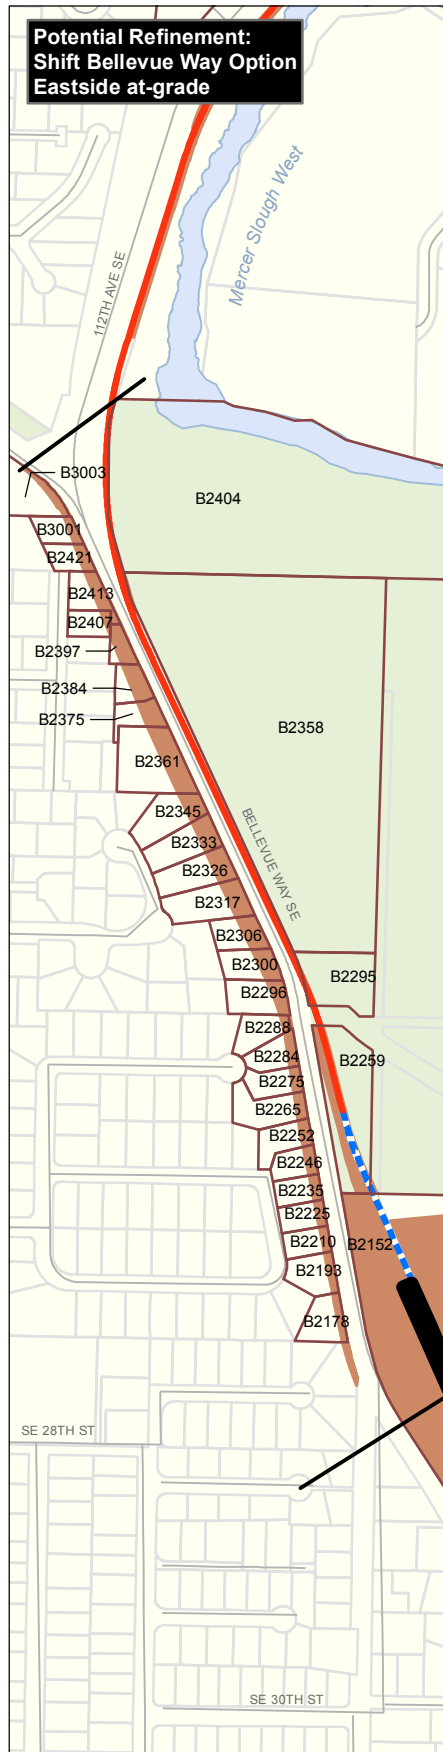 Potential Refinement:
Shift Bellevue Way Option
Eastside at-grade
Mercer Slough West
112TH AVE SE
B3003
B2404
B3001
B2421
B2413
B2407
B2397
B2384
B2375
B2358
B2361
B2345
BELLEVUE WAY SE
B2333
B2326
B2317
B2306
B2300
B2295
B2296
B2288
B2284
B2259
B2275
B2265
B2252
B2246
B2235
B2225
B2210
B2152
B2193
B2178
SE 28TH ST
SE 30TH ST